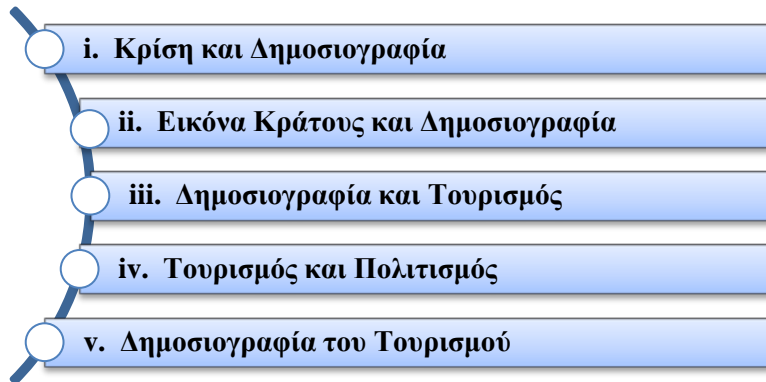 i. Κρίση και Δημοσιογραφία
ii. Εικόνα Κράτους και Δημοσιογραφία
iii. Δημοσιογραφία και Τουρισμός
iv. Τουρισμός και Πολιτισμός
v. Δημοσιογραφία του Τουρισμού